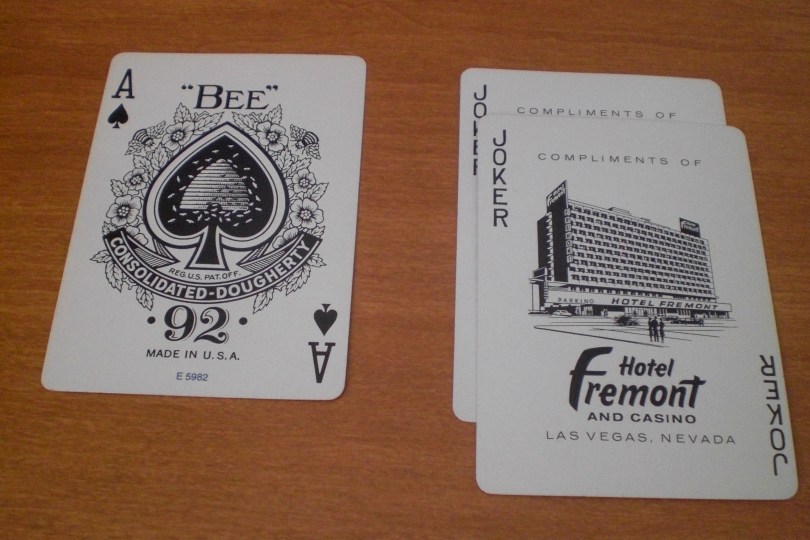 A
"BEE"
REG. U.S. PAT. OFF.
CONSOLIDATED-DOUGHERTY
•92•
MADE IN U.S.A.
E 5982
A
JOKER
COMPLIMENTS OF
JOKER
COMPLIMENTS OF
PARKING HOTEL FREMONT
Hotel
Fremont
AND CASINO
LAS VEGAS, NEVADA
JOKER